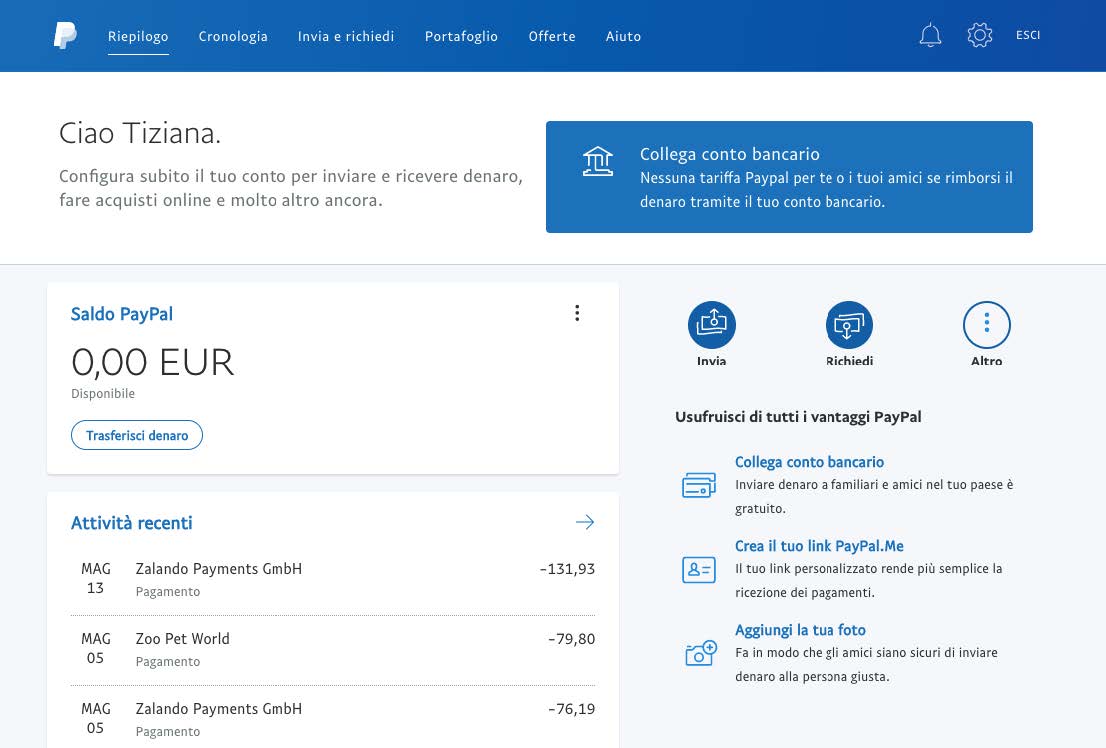 Riepilogo Cronologia Invia e richiedi Portafoglio Offerte Aiuto ESCI
Ciao Tiziana.
Configura subito il tuo conto per inviare e ricevere denaro,
fare acquisti online e molto altro ancora.
Collega conto bancario
Nessuna tariffa Paypal per te o i tuoi amici se rimborsi il
denaro tramite il tuo conto bancario.
Saldo PayPal
0,00 EUR
Disponibile
Trasferisci denaro
Attività recenti
MAG 13 Zalando Payments GmbH -131,93
Pagamento
MAG 05 Zoo Pet World -79,80
Pagamento
MAG 05 Zalando Payments GmbH -76,19
Pagamento
Invia Richiedi Altro
Usufruisci di tutti i vantaggi PayPal
Collega conto bancario
Inviare denaro a familiari e amici nel tuo paese è
gratuito.
Crea il tuo link PayPal.Me
Il tuo link personalizzato rende più semplice la
ricezione dei pagamenti.
Aggiungi la tua foto
Fa in modo che gli amici siano sicuri di inviare
denaro alla persona giusta.